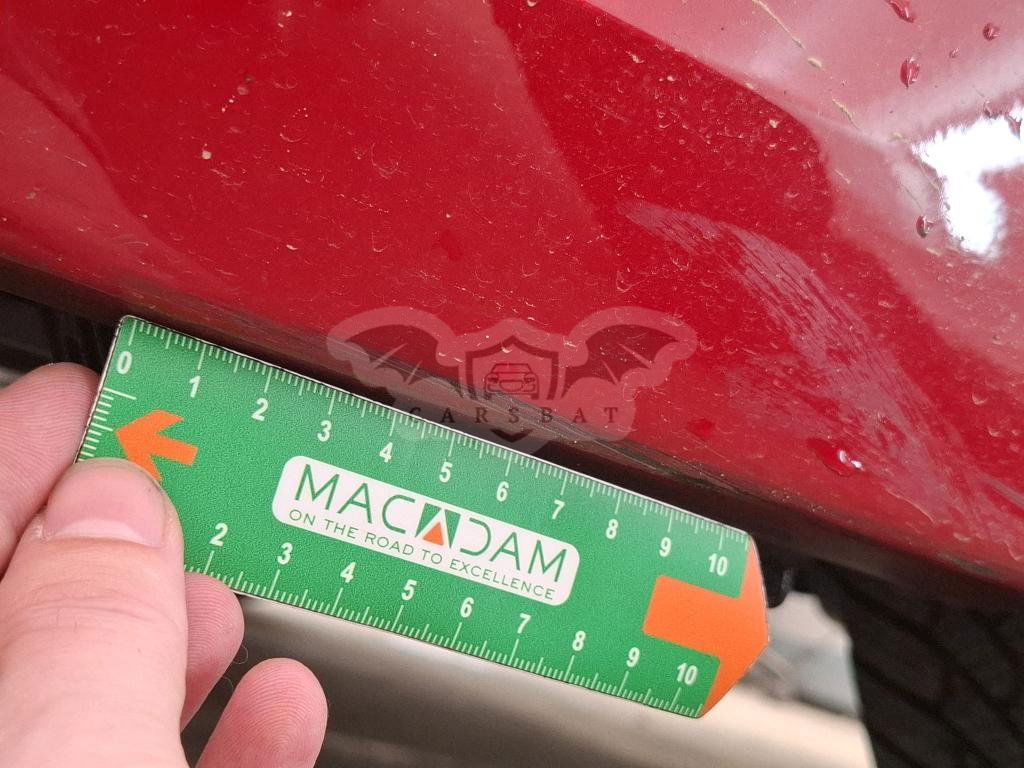 0 1 2 3 4 5 6 7 8 9 10
MACADAM
ON THE ROAD TO EXCELLENCE
2 3 4 5 6 7 8 9 10
CARSBAT